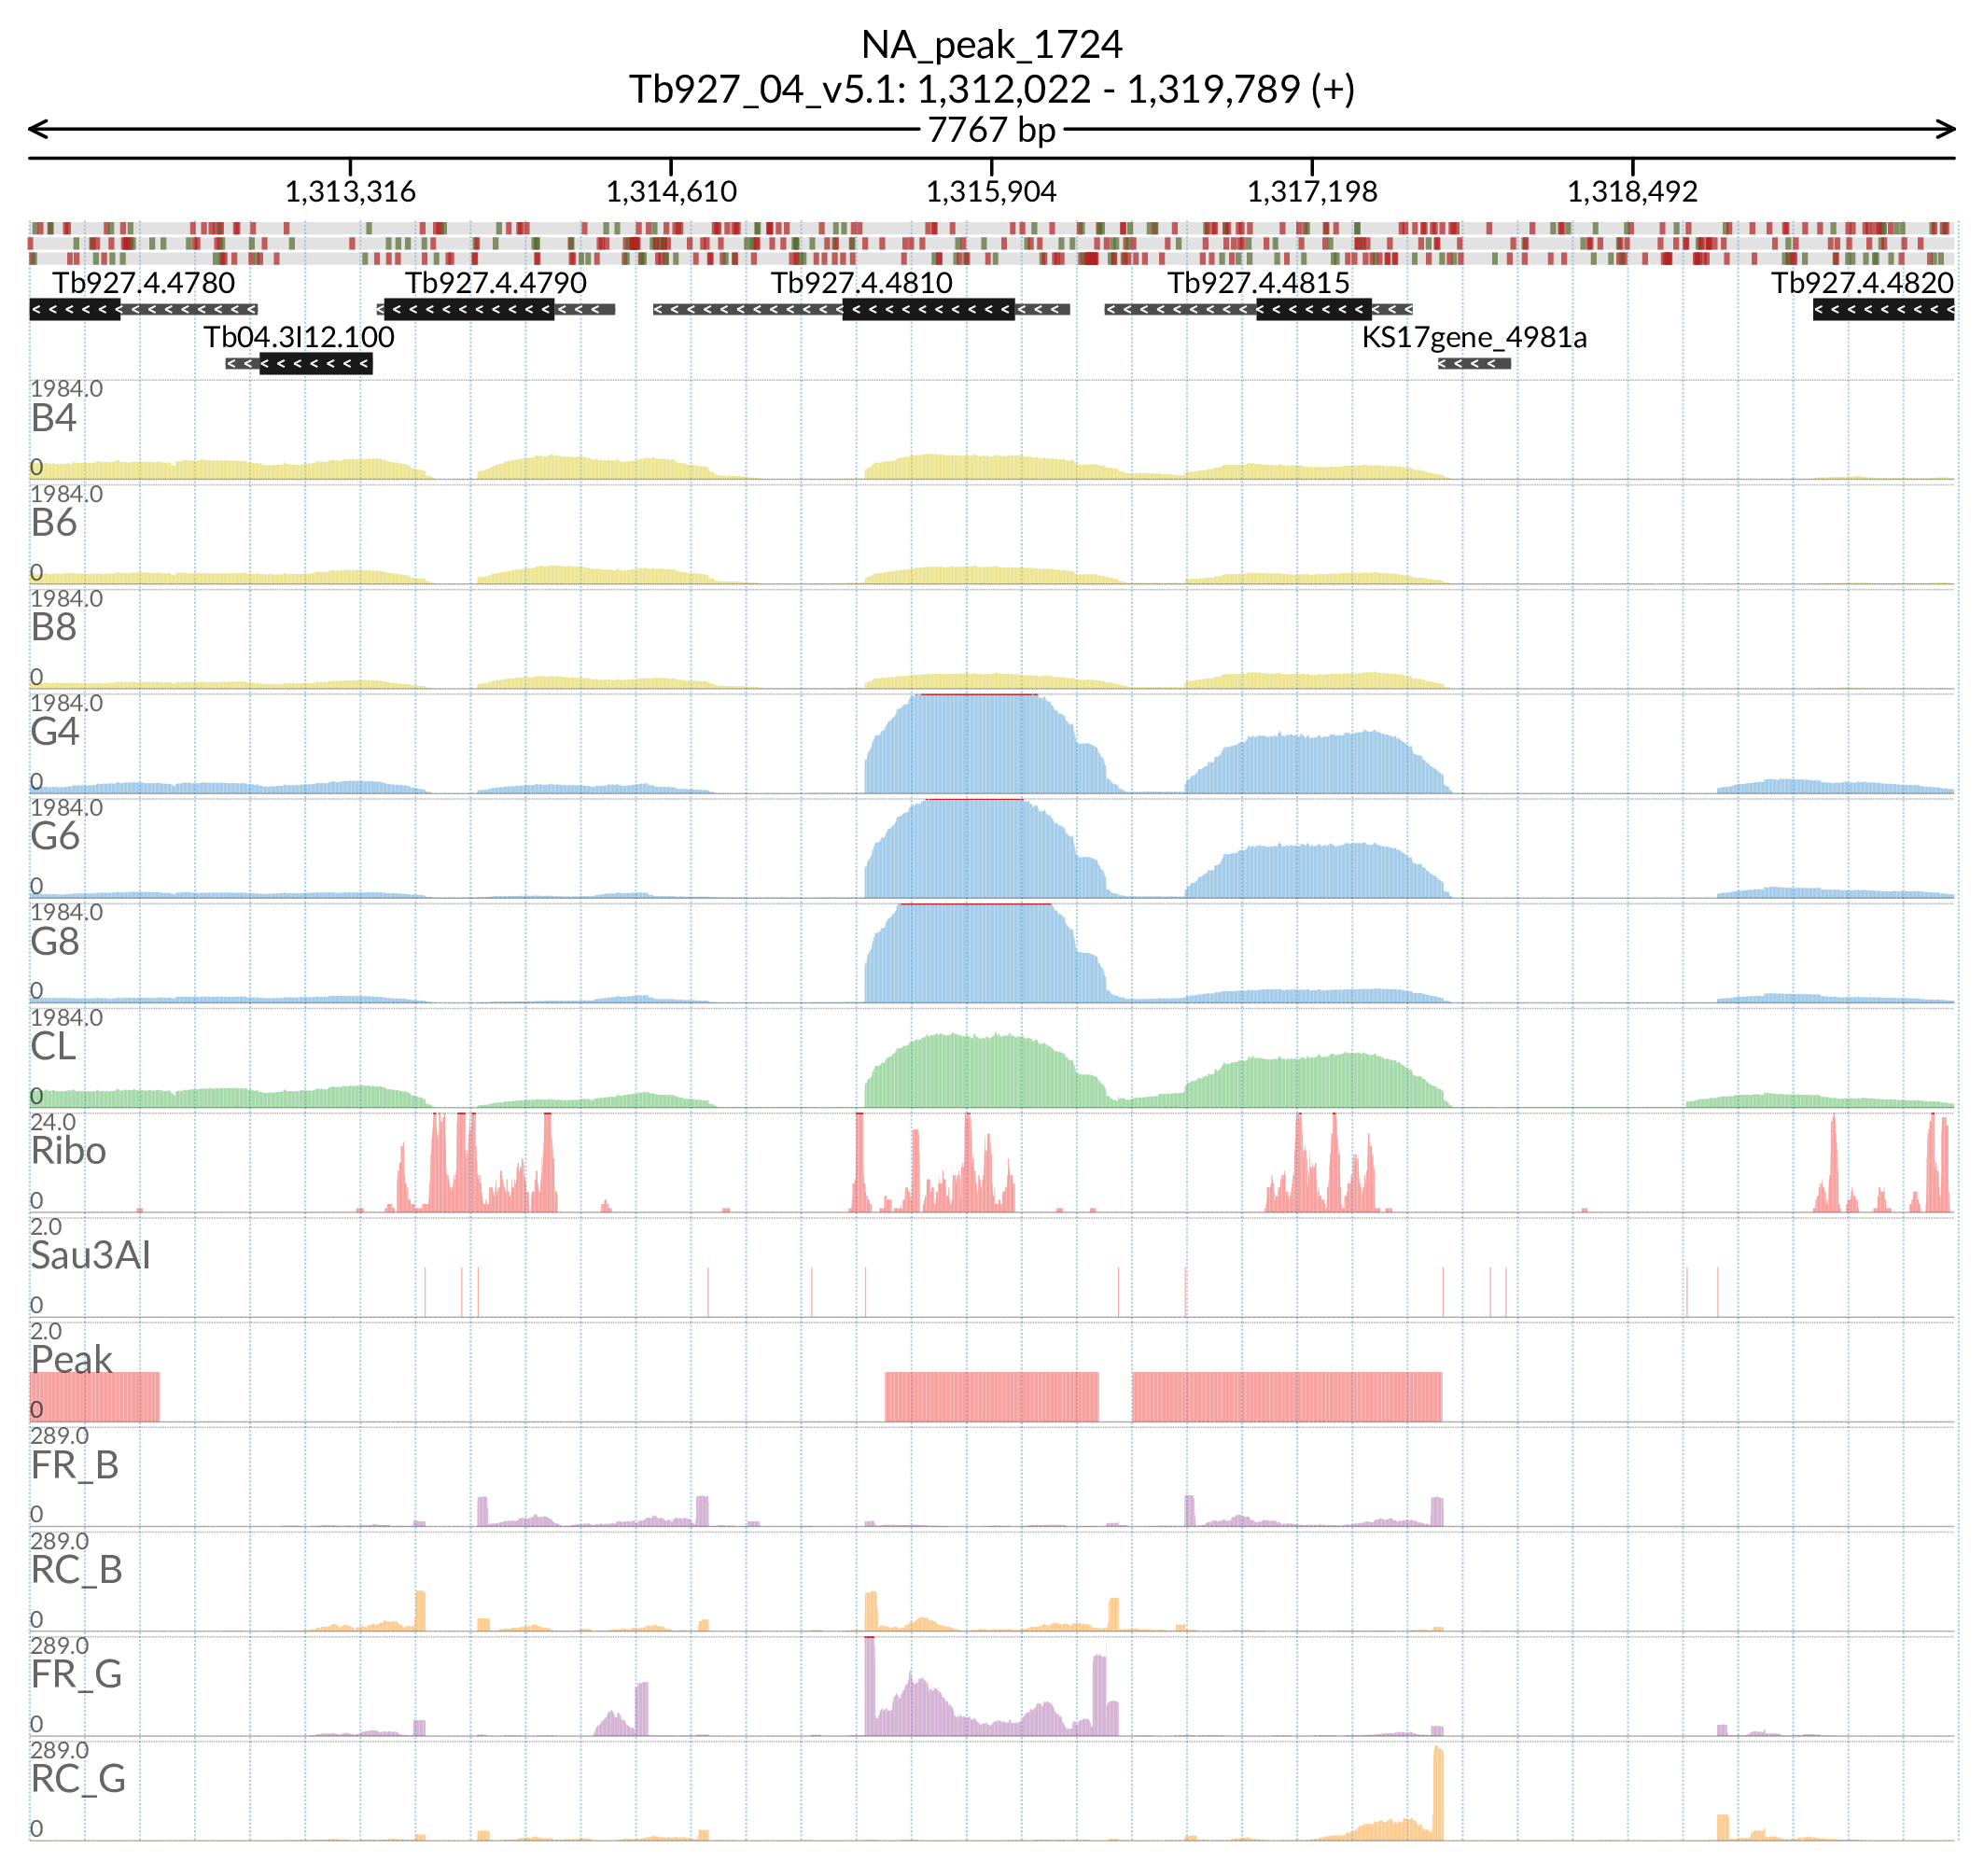 NA_peak_1724
Tb927_04_v5.1: 1,312,022 - 1,319,789 (+)
7767 bp
1,313,316 1,314,610 1,315,904 1,317,198 1,318,492
Tb927.4.4780 Tb927.4.4790 Tb927.4.4810 Tb927.4.4815 Tb927.4.4820
Tb04.3I12.100 KS17gene_4981a
1984.0
B4
0
1984.0
B6
0
1984.0
B8
0
1984.0
G4
0
1984.0
G6
0
1984.0
G8
0
1984.0
CL
0
24.0
Ribo
0
2.0
Sau3AI
0
2.0
Peak
0
289.0
FR_B
0
289.0
RC_B
0
289.0
FR_G
0
289.0
RC_G
0